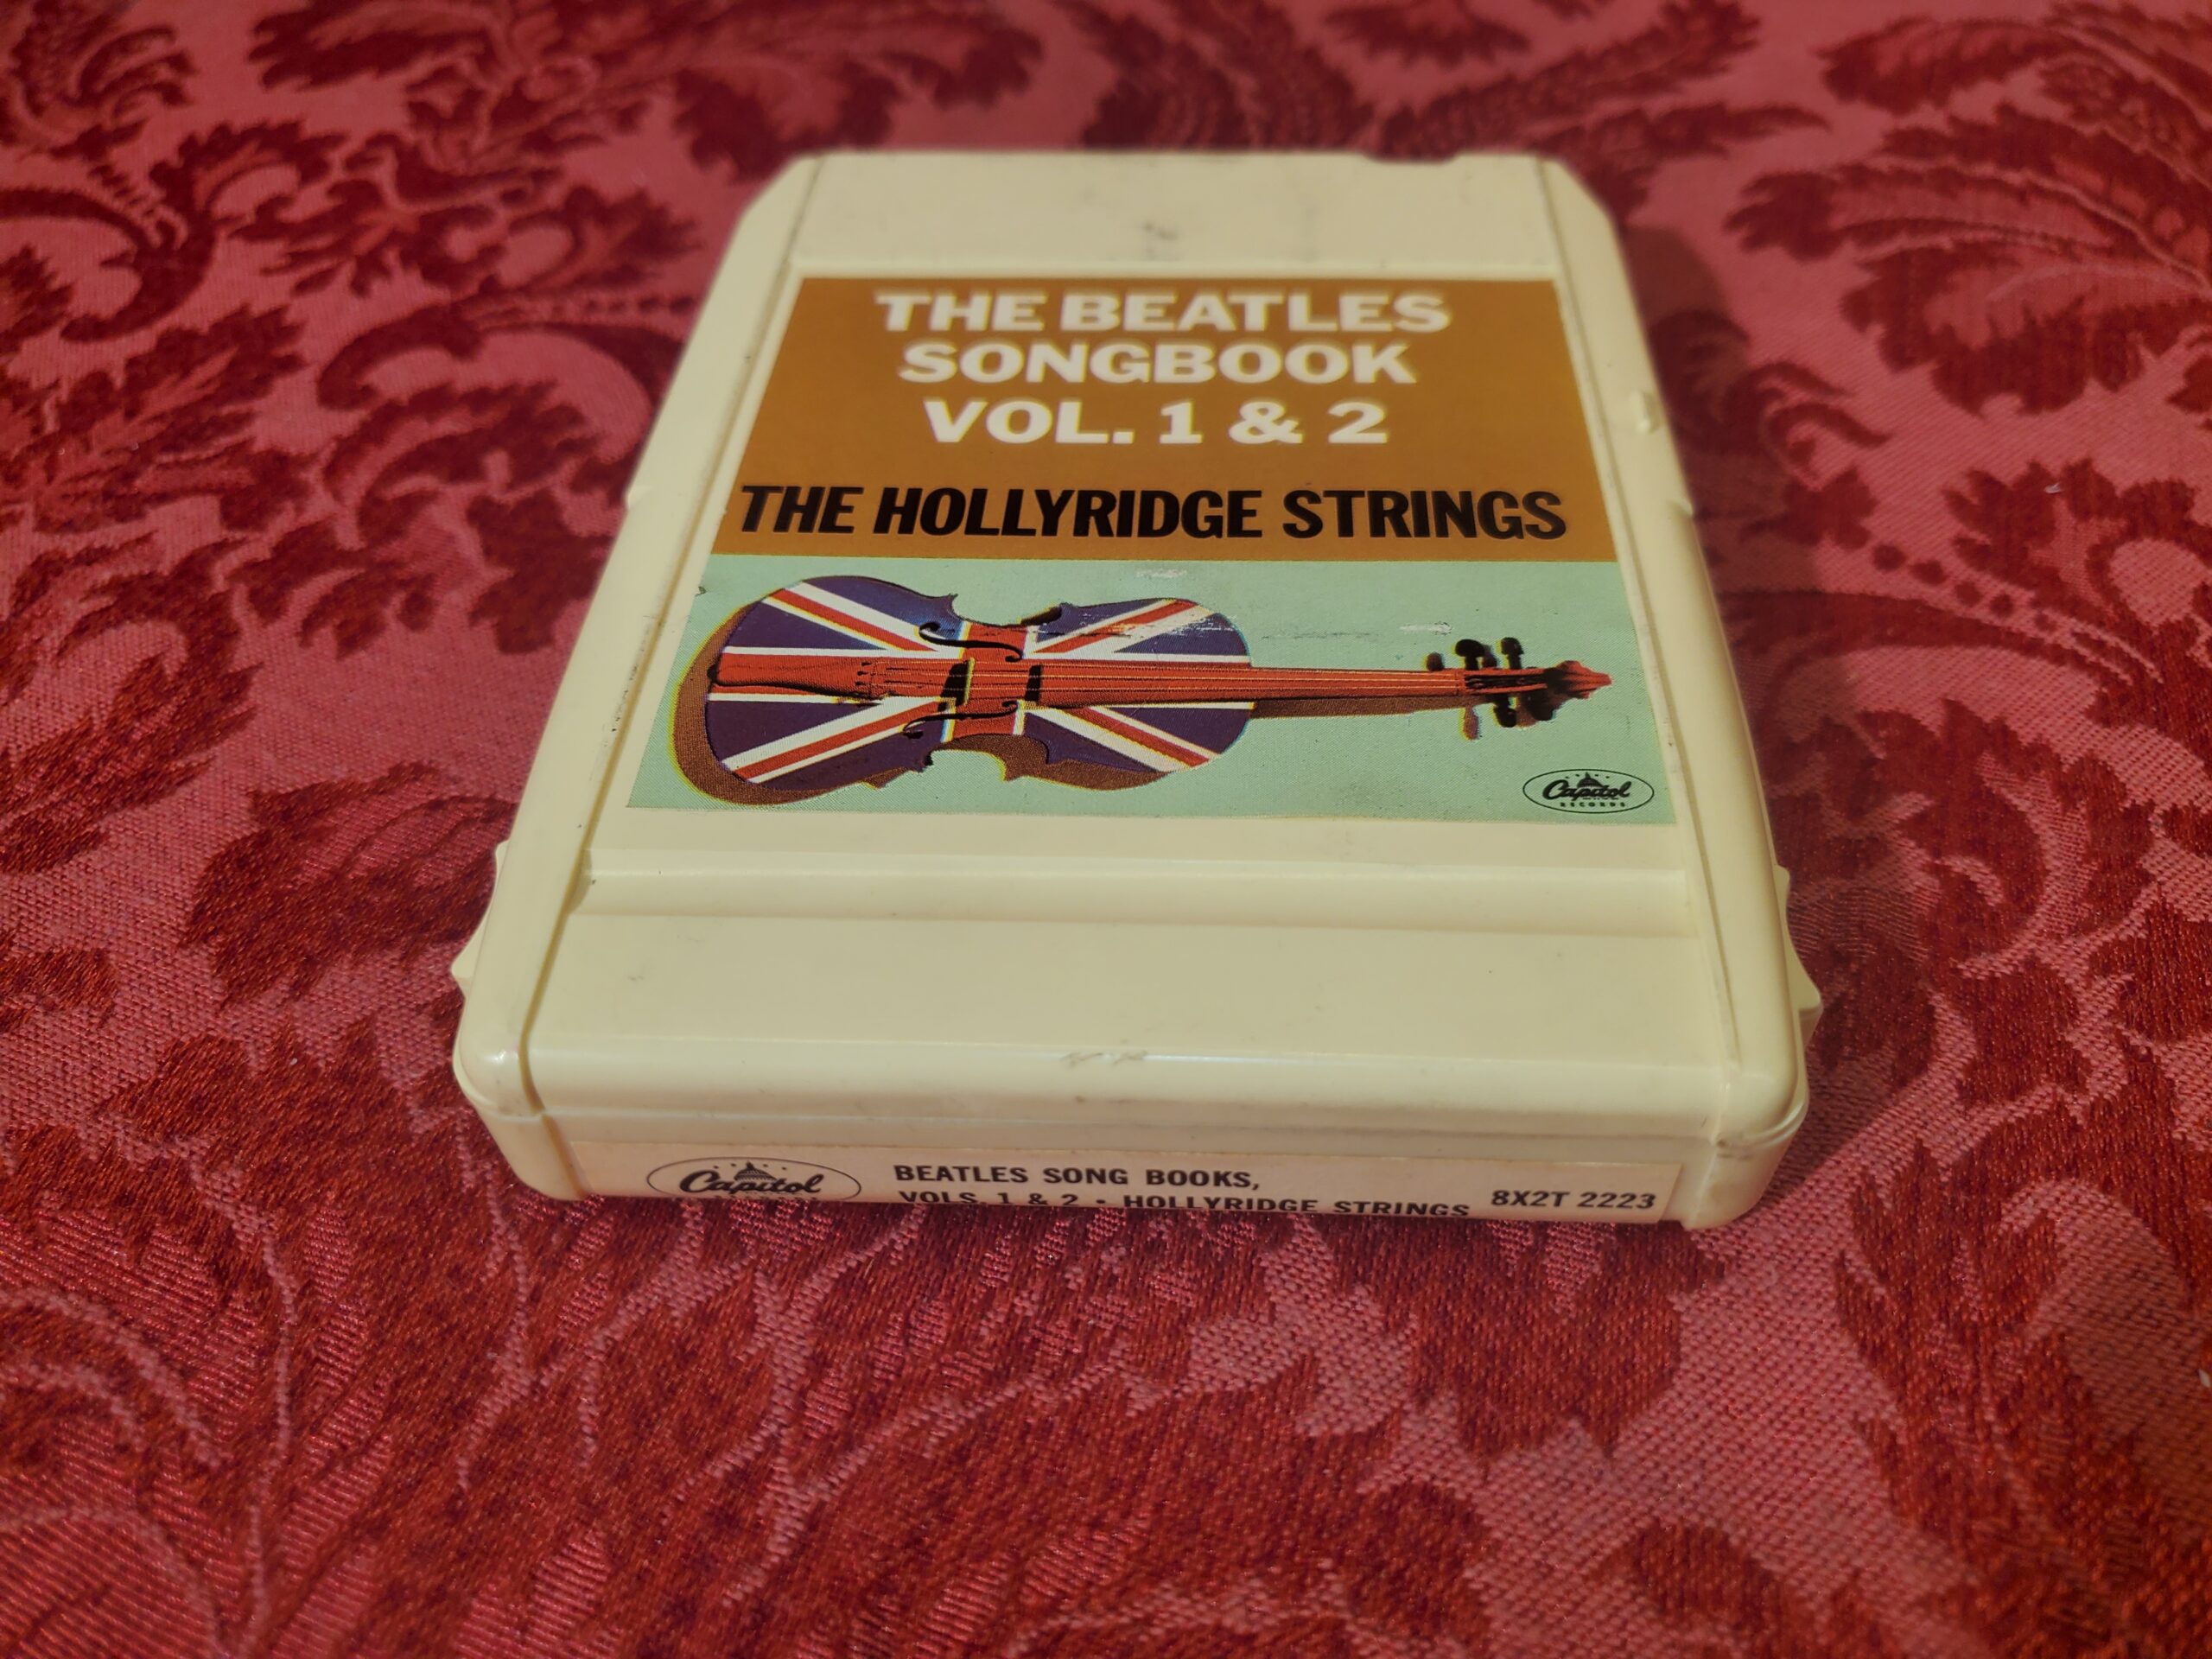 THE BEATLES
SONGBOOK
VOL. 1 & 2
THE HOLLYRIDGE STRINGS
Capitol
RECORDS
Capitol
BEATLES SONG BOOKS,
VOLS. 1 & 2 • HOLLYRIDGE STRINGS
8X2T 2223